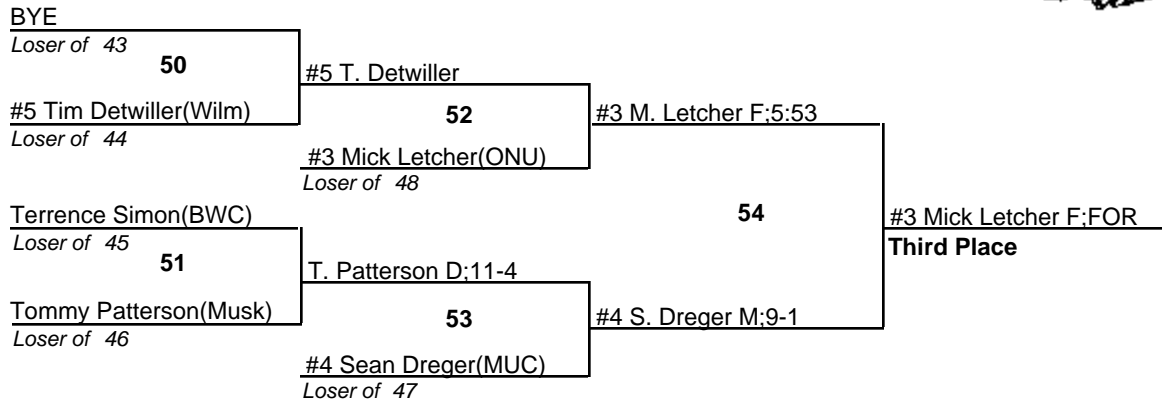 BYE
Loser of 43
50
#5 T. Detwiller
#5 Tim Detwiller(Wilm)
Loser of 44
52
#3 M. Letcher F;5:53
#3 Mick Letcher(ONU)
Loser of 48
Terrence Simon(BWC)
Loser of 45
51
54
#3 Mick Letcher F;FOR
Third Place
T. Patterson D;11-4
Tommy Patterson(Musk)
Loser of 46
53
#4 S. Dreger M;9-1
#4 Sean Dreger(MUC)
Loser of 47